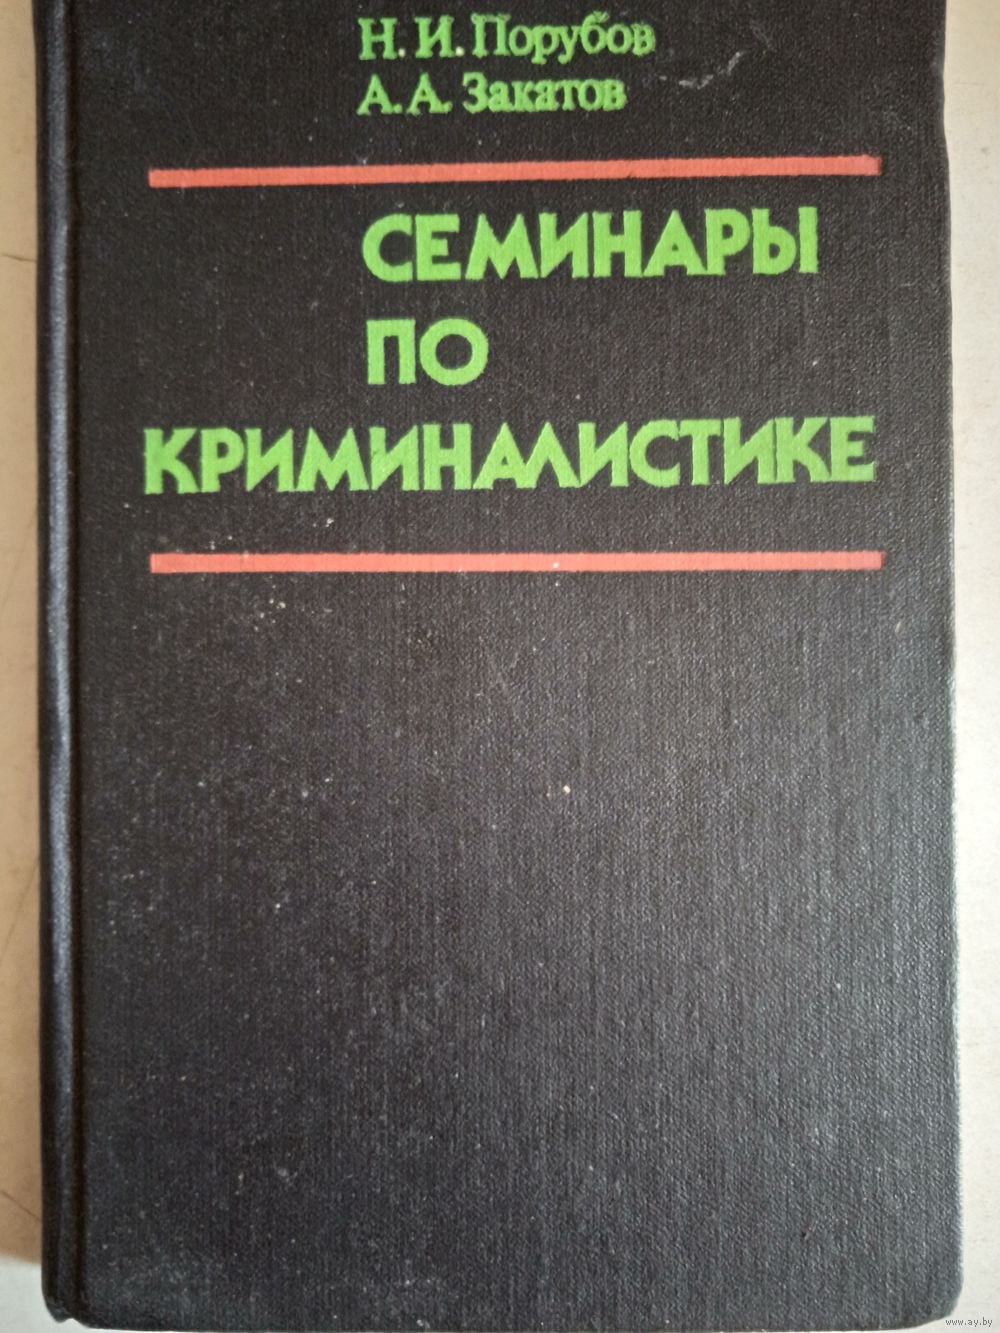 Н. И. Порубов
А. А. Закатов
СЕМИНАРЫ
ПО
КРИМИНАЛИСТИКЕ
www.ay.by